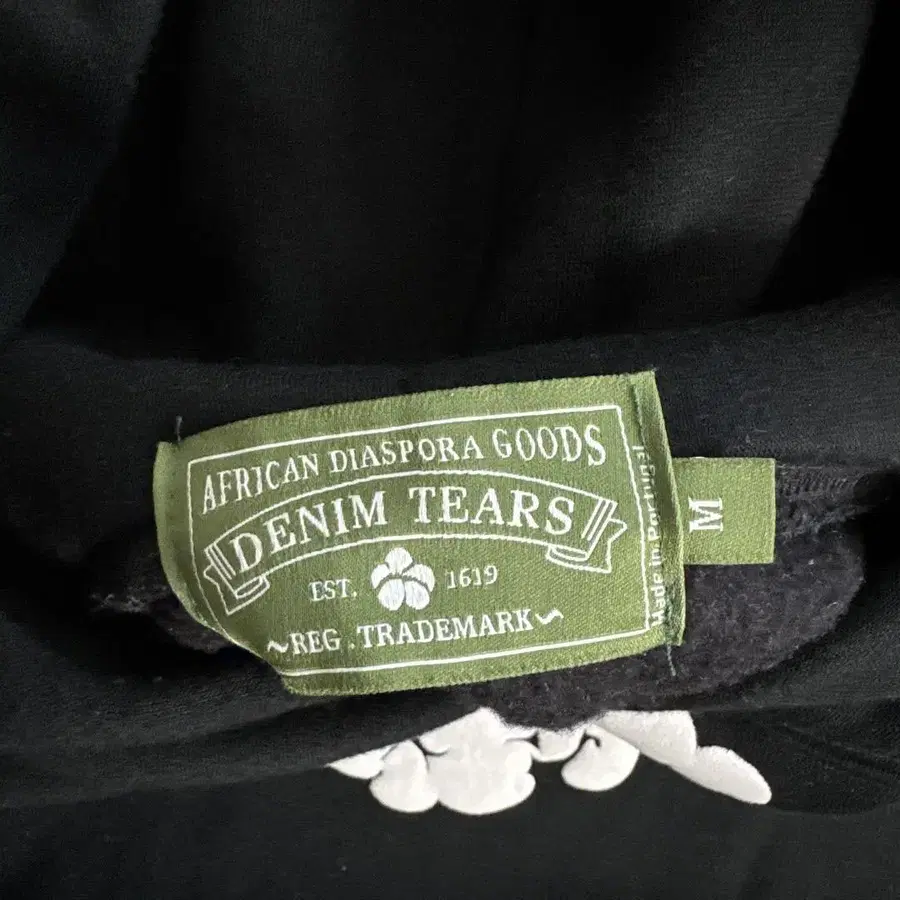 AFRICAN DIASPORA GOODS
DENIM TEARS
EST. 1619
~REG.TRADEMARK~
Made in Portugal
M